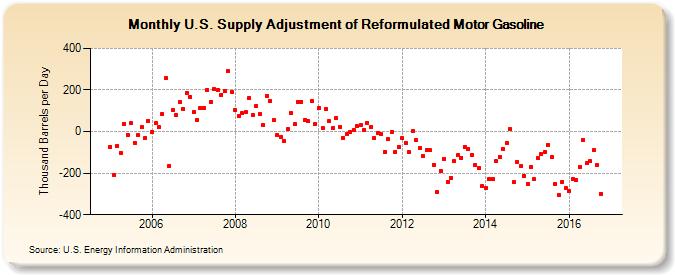 Monthly U.S. Supply Adjustment of Reformulated Motor Gasoline
Thousand Barrels per Day
400
200
0
-200
-400
2006 2008 2010 2012 2014 2016
Source: U.S. Energy Information Administration